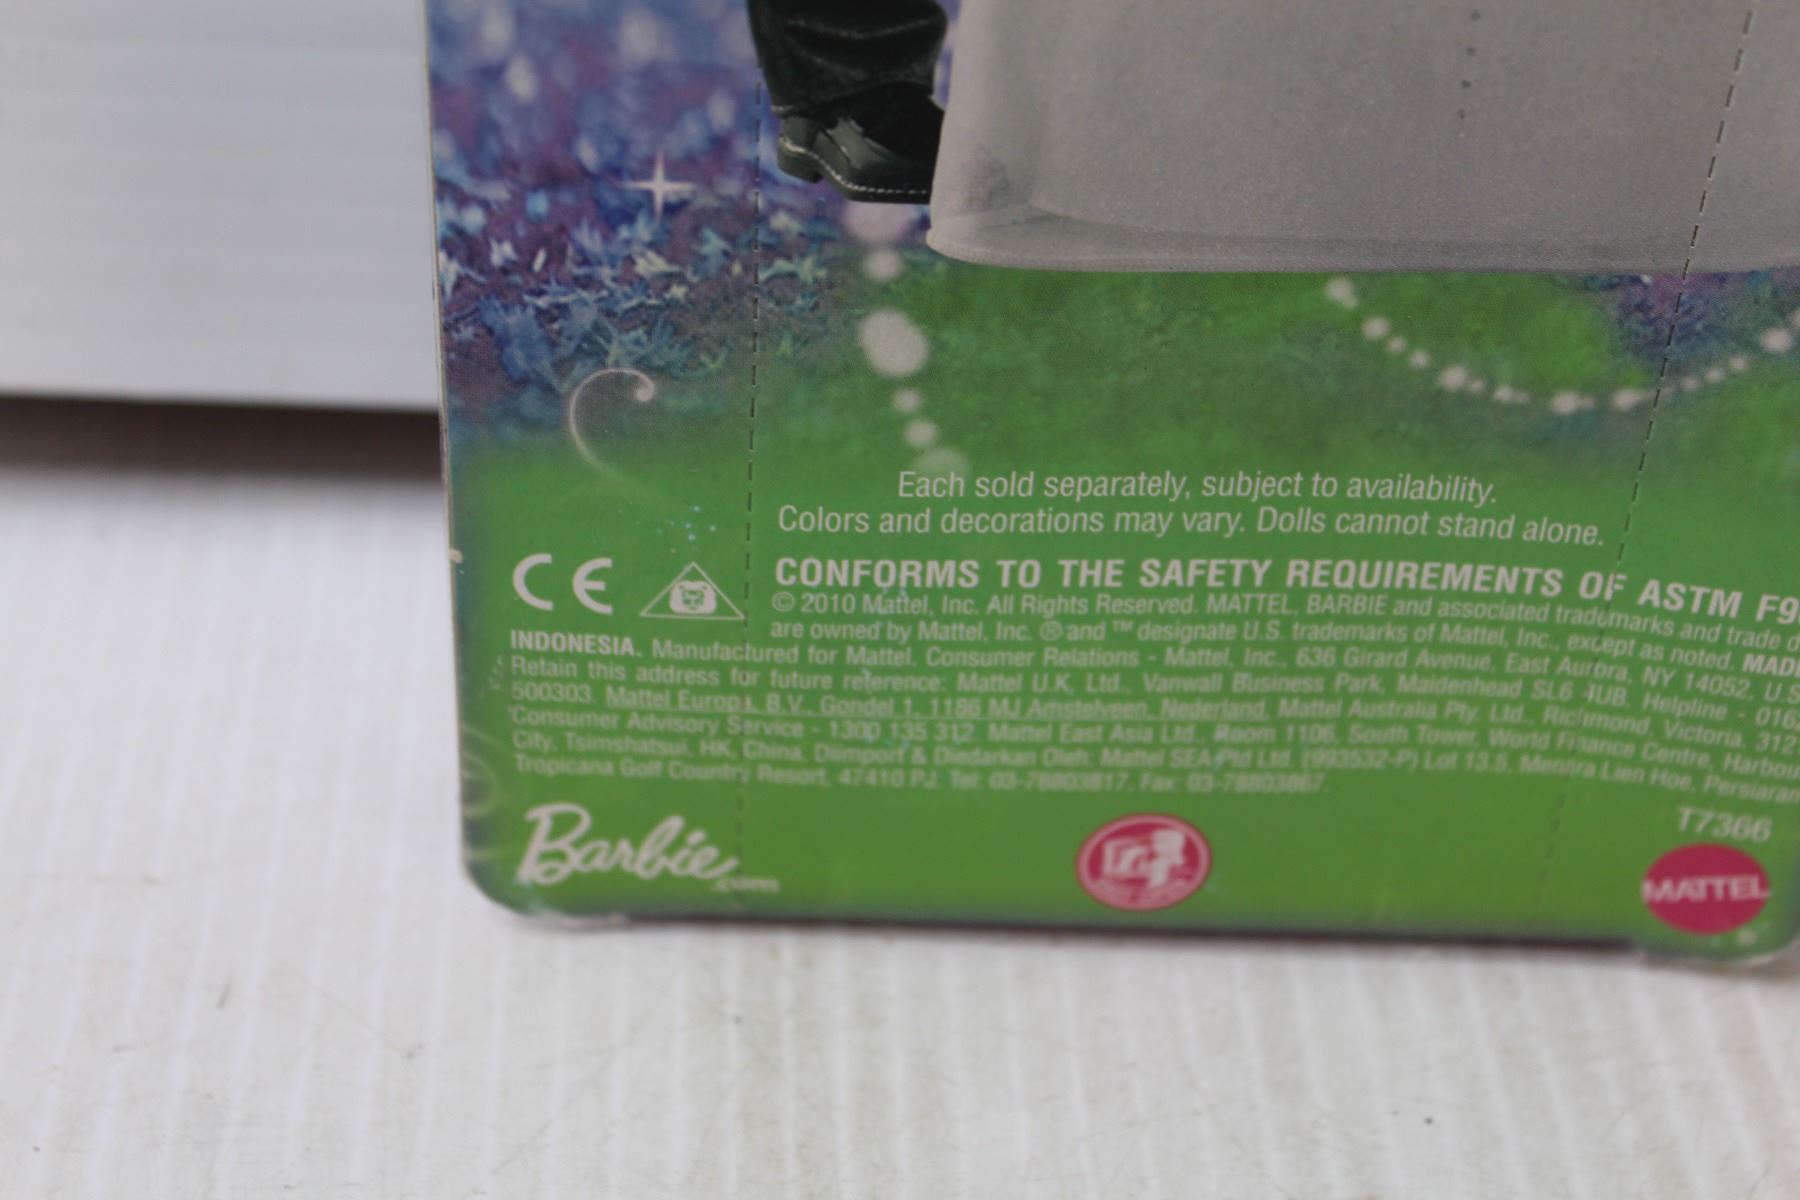 Each sold separately, subject to availability.
Colors and decorations may vary. Dolls cannot stand alone.
CE
CONFORMS TO THE SAFETY REQUIREMENTS OF ASTM F9
© 2010 Mattel, Inc. All Rights Reserved. MATTEL, BARBIE and associated trademarks and trade d
are owned by Mattel, Inc. ® and ™ designate U.S. trademarks of Mattel, Inc., except as noted. MADE
INDONESIA. Manufactured for Mattel. Consumer Relations - Mattel, Inc., 636 Girard Avenue, East Aurora, NY 14052, U.S
Retain this address for future reference: Mattel U.K. Ltd., Vanwall Business Park, Maidenhead SL6 4UB. Helpline - 0162
500303. Mattel Europa, B.V., Gondel 1, 1186 MJ Amstelveen, Nederland. Mattel Australia Pty. Ltd., Richmond, Victoria. 312
Consumer Advisory Service - 1300 135 312. Mattel East Asia Ltd., Room 1106, South Tower, World Finance Centre, Harbou
City, Tsimshatsui, HK, China. Diimport & Diedarkan Oleh: Mattel SEA Ptd Ltd. (993532-P) Lot 13.5, Menara Lien Hoe, Persiaran
Tropicana Golf Country Resort, 47410 PJ. Tel: 03-78803817. Fax: 03-78803867.
T7366
Barbie.com
MATTEL